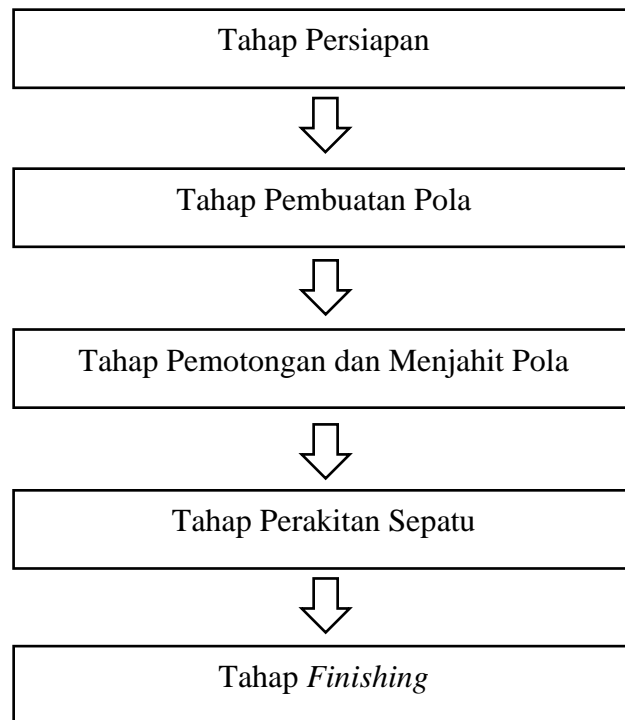 Tahap Persiapan
Tahap Pembuatan Pola
Tahap Pemotongan dan Menjahit Pola
Tahap Perakitan Sepatu
Tahap Finishing